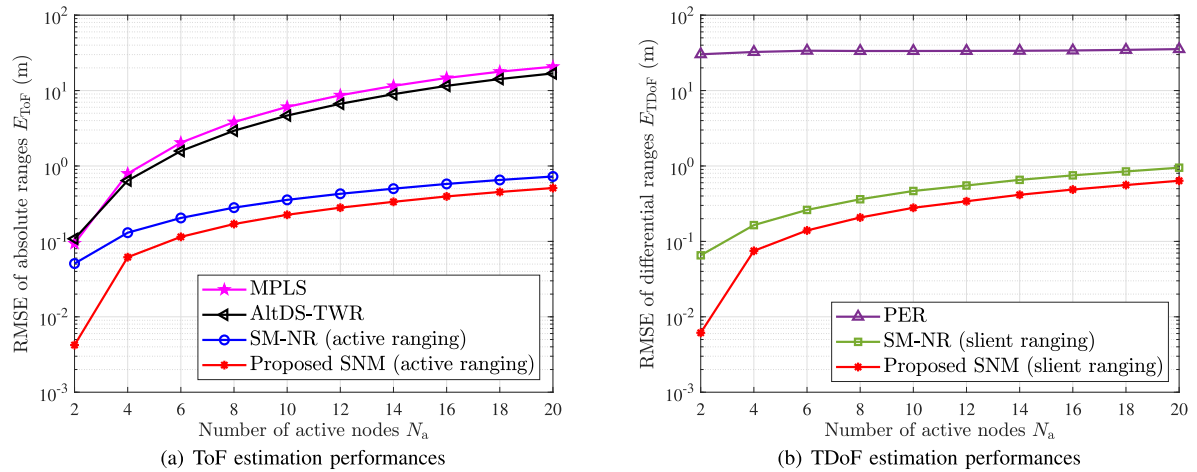 10^2
10^1
10^0
10^-1
10^-2
10^-3
RMSE of absolute ranges E_ToF (m)
MPLS
AltDS-TWR
SM-NR (active ranging)
Proposed SNM (active ranging)
2 4 6 8 10 12 14 16 18 20
Number of active nodes N_a
(a) ToF estimation performances
10^2
10^1
10^0
10^-1
10^-2
10^-3
RMSE of differential ranges E_TDoF (m)
PER
SM-NR (slient ranging)
Proposed SNM (slient ranging)
2 4 6 8 10 12 14 16 18 20
Number of active nodes N_a
(b) TDoF estimation performances